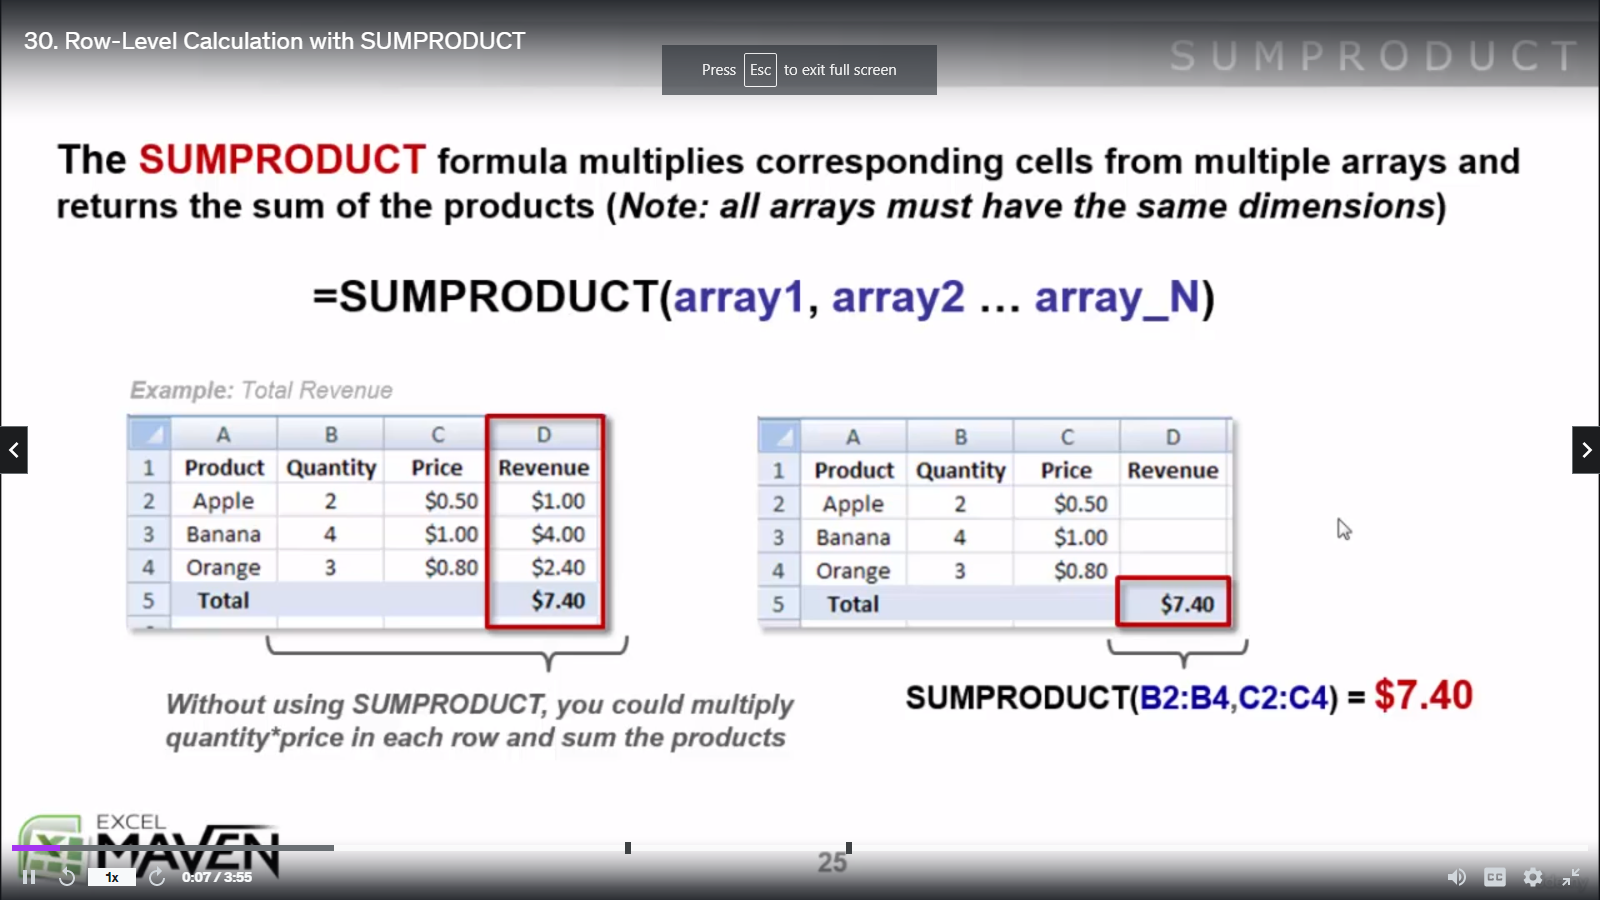 30. Row-Level Calculation with SUMPRODUCT
SUMPRODUCT
Press Esc to exit full screen
The SUMPRODUCT formula multiplies corresponding cells from multiple arrays and
returns the sum of the products (Note: all arrays must have the same dimensions)
=SUMPRODUCT(array1, array2 ... array_N)
Example: Total Revenue
A B C D
1 Product Quantity Price Revenue
2 Apple 2 $0.50 $1.00
3 Banana 4 $1.00 $4.00
4 Orange 3 $0.80 $2.40
5 Total $7.40
A B C D
1 Product Quantity Price Revenue
2 Apple 2 $0.50
3 Banana 4 $1.00
4 Orange 3 $0.80
5 Total $7.40
Without using SUMPRODUCT, you could multiply
quantity*price in each row and sum the products
SUMPRODUCT(B2:B4,C2:C4) = $7.40
EXCEL
MAVEN
25
1x 0:07 / 3:55
CC